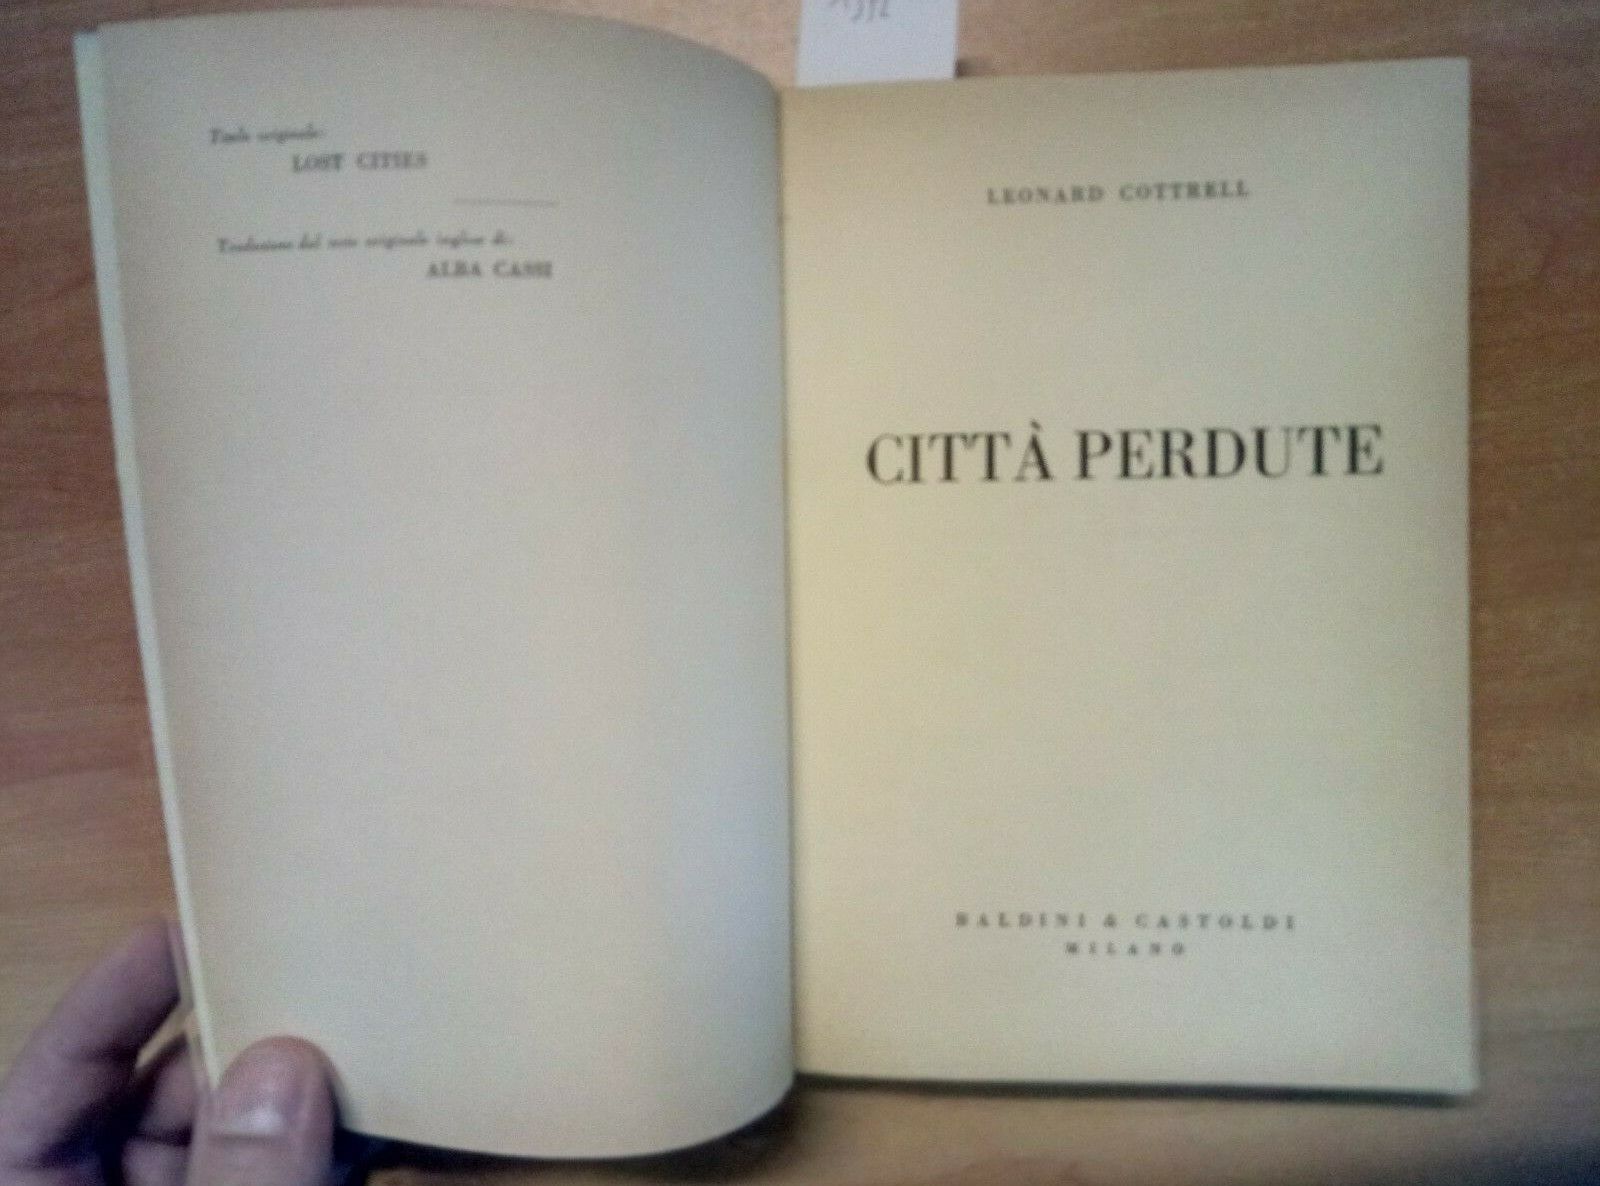 Titolo originale:
LOST CITIES
Traduzione dal testo originale inglese di:
ALBA CASSI
LEONARD COTTRELL
CITTÀ PERDUTE
BALDINI & CASTOLDI
MILANO